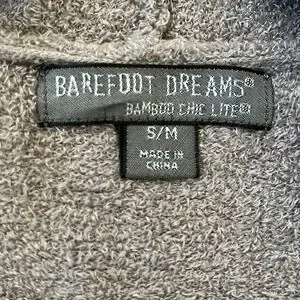 BAREFOOT DREAMS®
BAMBOO CHIC LITE®
S/M
MADE IN
CHINA